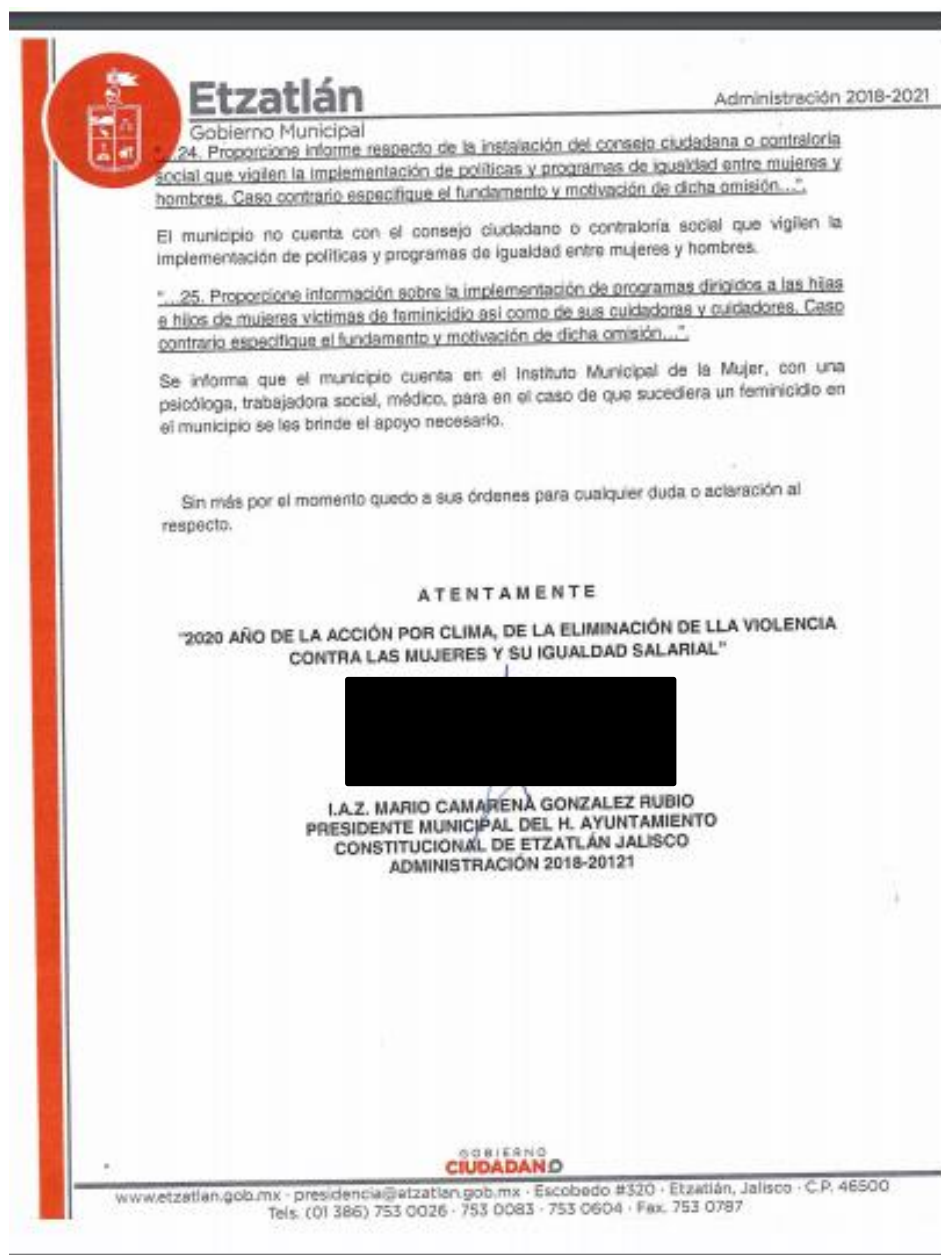 Etzatlán
Gobierno Municipal
Administración 2018-2021
"...24. Proporcione informe respecto de la instalación del consejo ciudadana o contraloría
social que vigilen la implementación de políticas y programas de igualdad entre mujeres y
hombres. Caso contrario especifique el fundamento y motivación de dicha omisión...".
El municipio no cuenta con el consejo ciudadano o contraloría social que vigilen la
implementación de políticas y programas de igualdad entre mujeres y hombres.
"...25. Proporcione información sobre la implementación de programas dirigidos a las hijas
e hijos de mujeres victimas de feminicidio asi como de sus cuidadoras y cuidadores. Caso
contrario especifique el fundamento y motivación de dicha omisión...".
Se informa que el municipio cuenta en el Instituto Municipal de la Mujer, con una
psicóloga, trabajadora social, médico, para en el caso de que sucediera un feminicidio en
el municipio se les brinde el apoyo necesario.
Sin más por el momento quedo a sus órdenes para cualquier duda o aclaración al
respecto.
ATENTAMENTE
"2020 AÑO DE LA ACCIÓN POR CLIMA, DE LA ELIMINACIÓN DE LLA VIOLENCIA
CONTRA LAS MUJERES Y SU IGUALDAD SALARIAL"
I.A.Z. MARIO CAMARENA GONZALEZ RUBIO
PRESIDENTE MUNICIPAL DEL H. AYUNTAMIENTO
CONSTITUCIONAL DE ETZATLÁN JALISCO
ADMINISTRACIÓN 2018-20121
GOBIERNO
CIUDADANO
www.etzatlan.gob.mx · presidencia@etzatlan.gob.mx · Escobedo #320 · Etzatlán, Jalisco · C.P. 46500
Tels. (01 386) 753 0026 · 753 0083 · 753 0604 · Fax. 753 0787